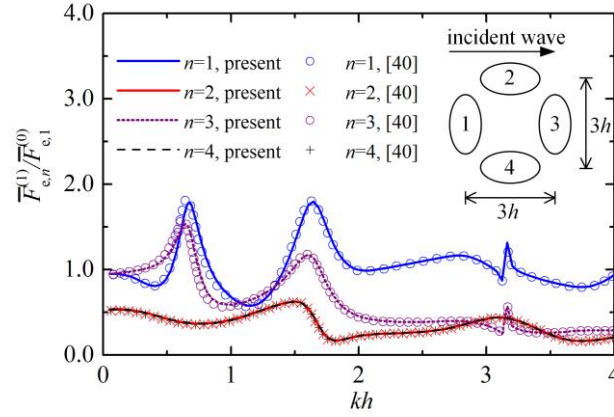 4.0
3.0
2.0
1.0
0.0
0 1 2 3 4
kh
F̅e,n(1)/F̅e,1(0)
n=1, present n=1, [40]
n=2, present n=2, [40]
n=3, present n=3, [40]
n=4, present n=4, [40]
incident wave
2
1 3
4
3h
3h